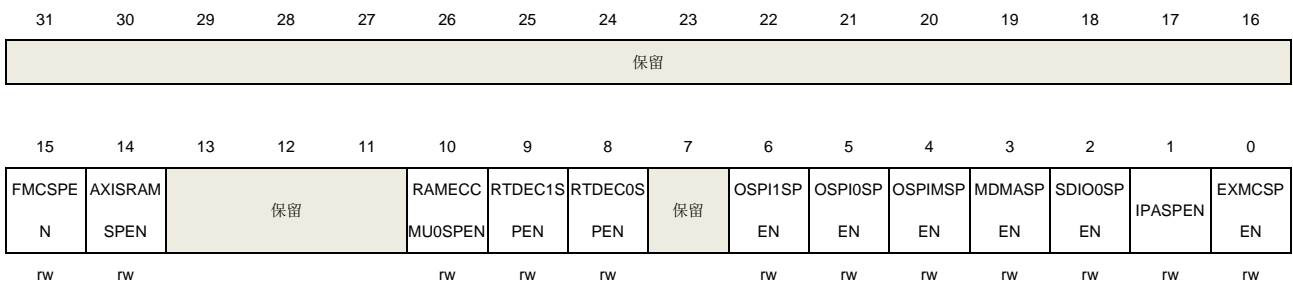 31 30 29 28 27 26 25 24 23 22 21 20 19 18 17 16
保留
15 14 13 12 11 10 9 8 7 6 5 4 3 2 1 0
FMCSPE AXISRAM 保留 RAMECC RTDEC1S RTDEC0S 保留 OSPI1SP OSPI0SP OSPIMSP MDMASP SDIO0SP IPASPEN EXMCSP
N SPEN MU0SPEN PEN PEN EN EN EN EN EN EN
rw rw rw rw rw rw rw rw rw rw rw rw